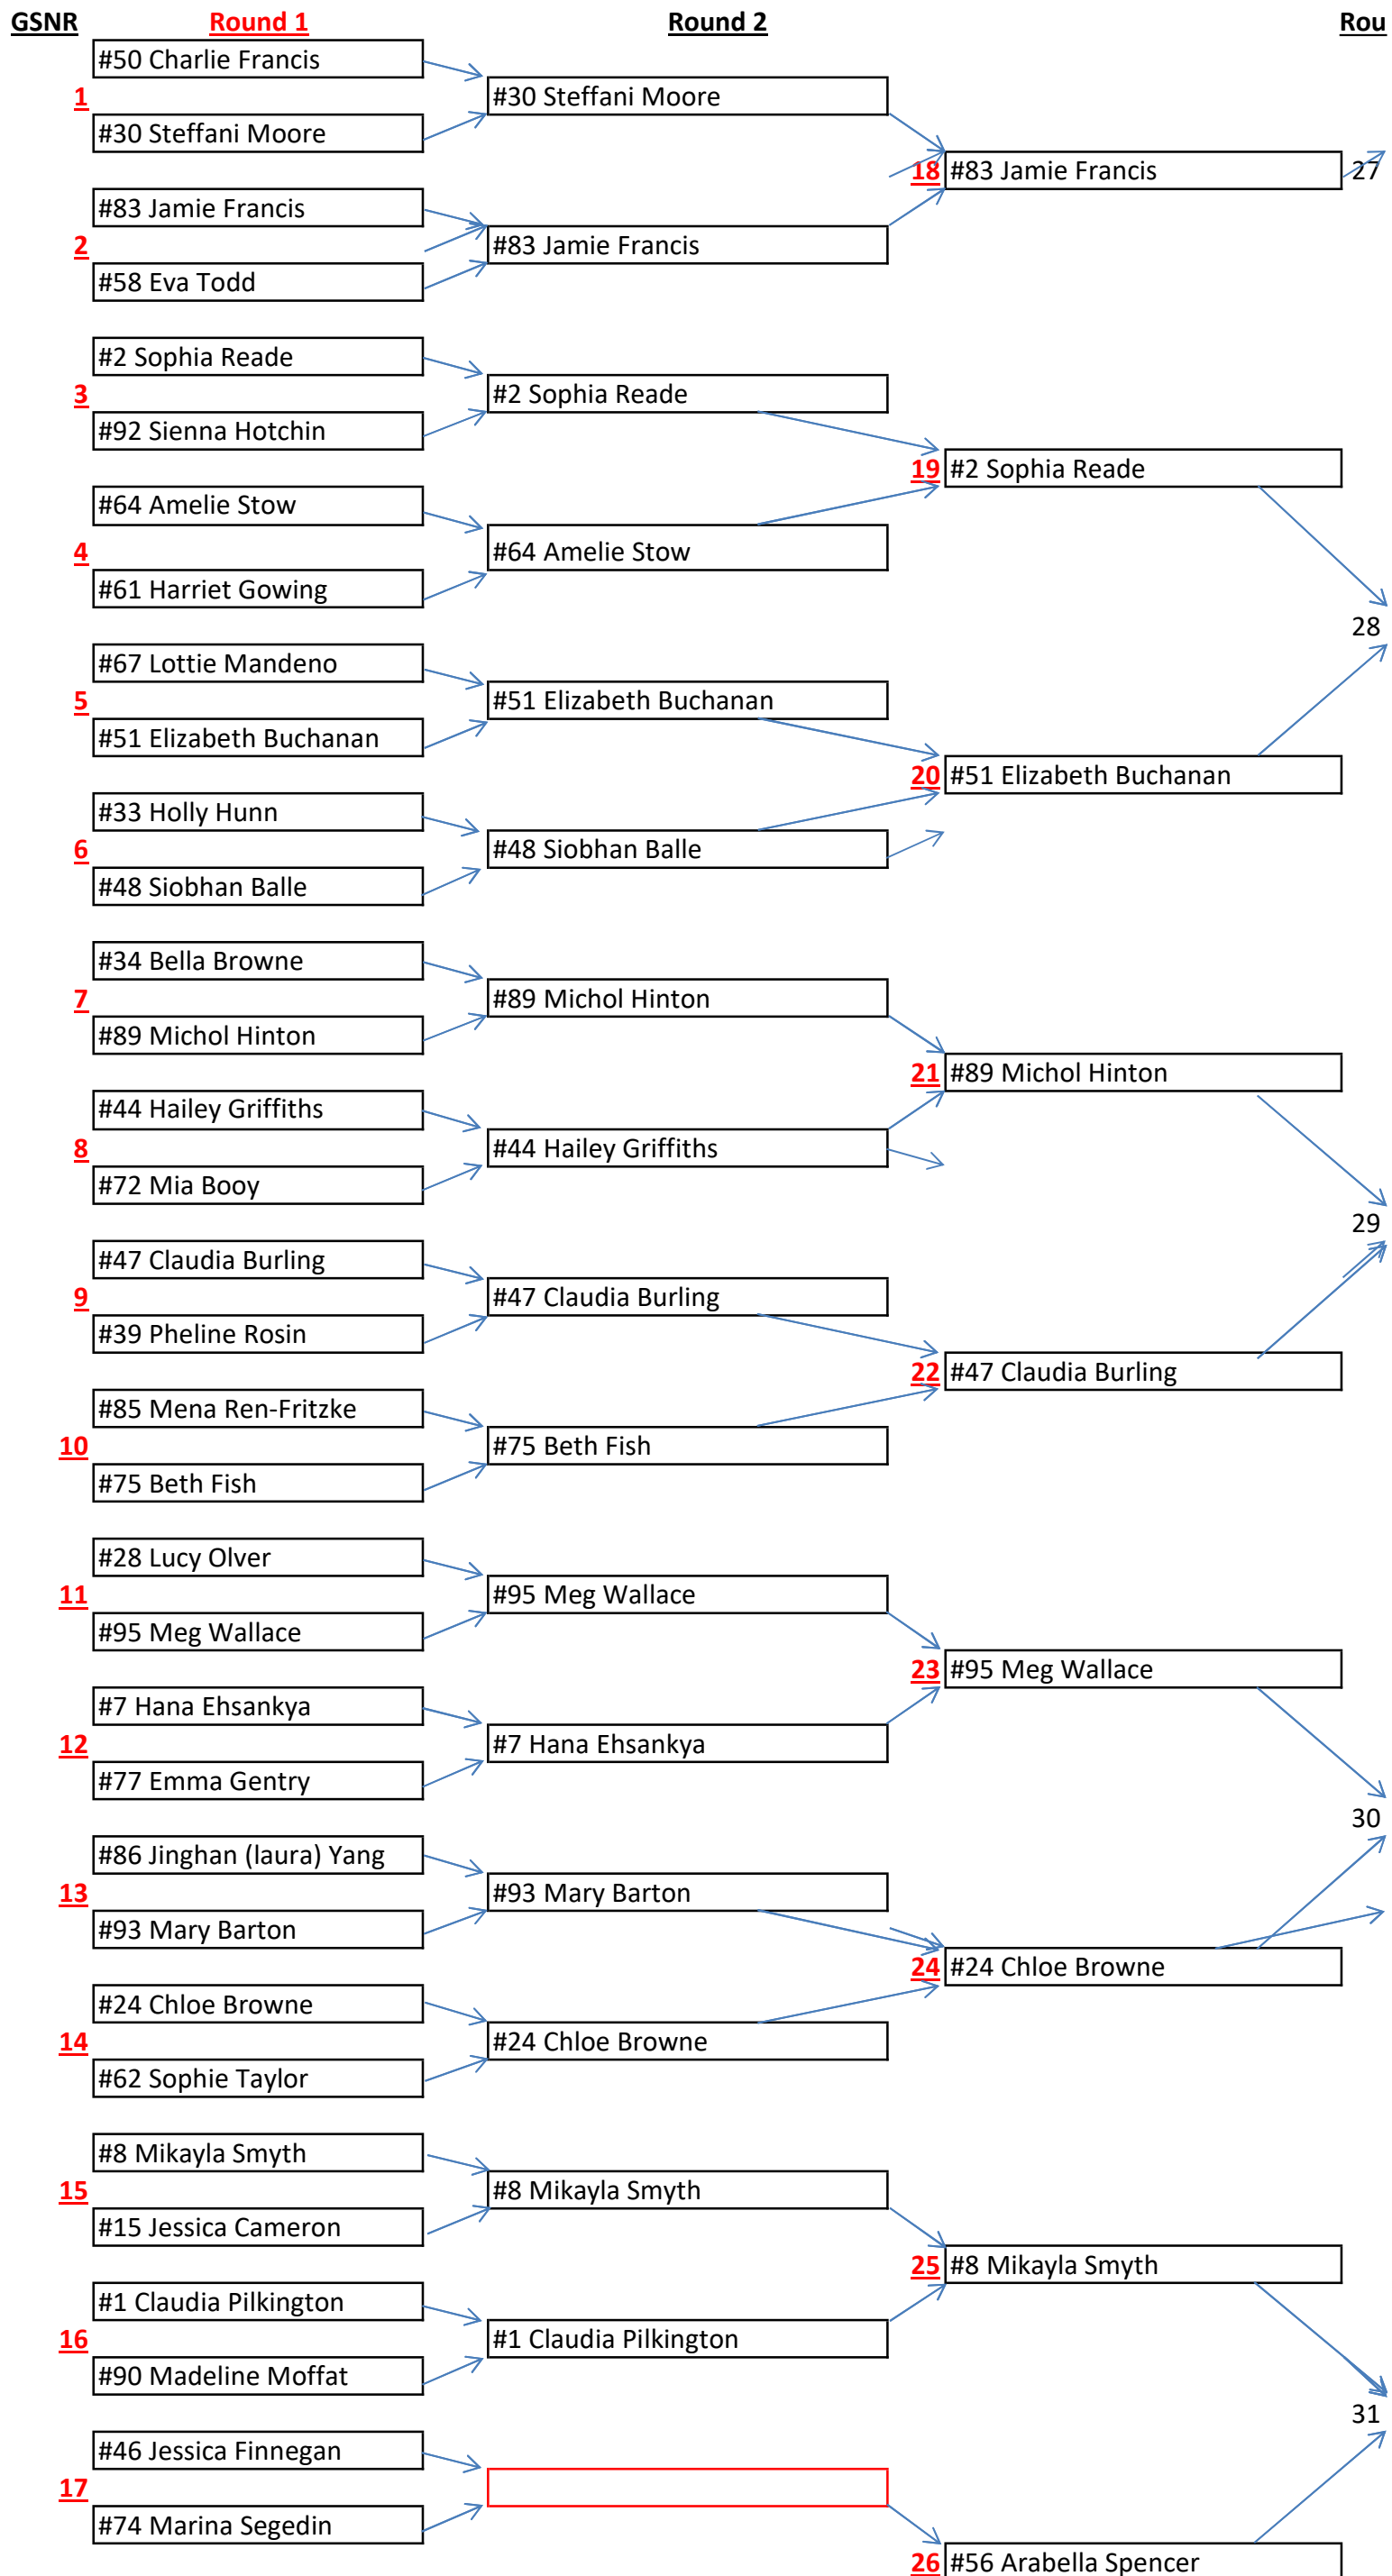 GSNR Round 1 Round 2 Rou
#50 Charlie Francis
1 #30 Steffani Moore
#30 Steffani Moore
18 #83 Jamie Francis 27
#83 Jamie Francis
2 #83 Jamie Francis
#58 Eva Todd
#2 Sophia Reade
3 #2 Sophia Reade
#92 Sienna Hotchin
19 #2 Sophia Reade
#64 Amelie Stow
4 #64 Amelie Stow
#61 Harriet Gowing
28
#67 Lottie Mandeno
5 #51 Elizabeth Buchanan
#51 Elizabeth Buchanan
20 #51 Elizabeth Buchanan
#33 Holly Hunn
6 #48 Siobhan Balle
#48 Siobhan Balle
#34 Bella Browne
7 #89 Michol Hinton
#89 Michol Hinton
21 #89 Michol Hinton
#44 Hailey Griffiths
8 #44 Hailey Griffiths
#72 Mia Booy
29
#47 Claudia Burling
9 #47 Claudia Burling
#39 Pheline Rosin
22 #47 Claudia Burling
#85 Mena Ren-Fritzke
10 #75 Beth Fish
#75 Beth Fish
#28 Lucy Olver
11 #95 Meg Wallace
#95 Meg Wallace
23 #95 Meg Wallace
#7 Hana Ehsankya
12 #7 Hana Ehsankya
#77 Emma Gentry
30
#86 Jinghan (laura) Yang
13 #93 Mary Barton
#93 Mary Barton
24 #24 Chloe Browne
#24 Chloe Browne
14 #24 Chloe Browne
#62 Sophie Taylor
#8 Mikayla Smyth
15 #8 Mikayla Smyth
#15 Jessica Cameron
25 #8 Mikayla Smyth
#1 Claudia Pilkington
16 #1 Claudia Pilkington
#90 Madeline Moffat
31
#46 Jessica Finnegan
17
#74 Marina Segedin
26 #56 Arabella Spencer